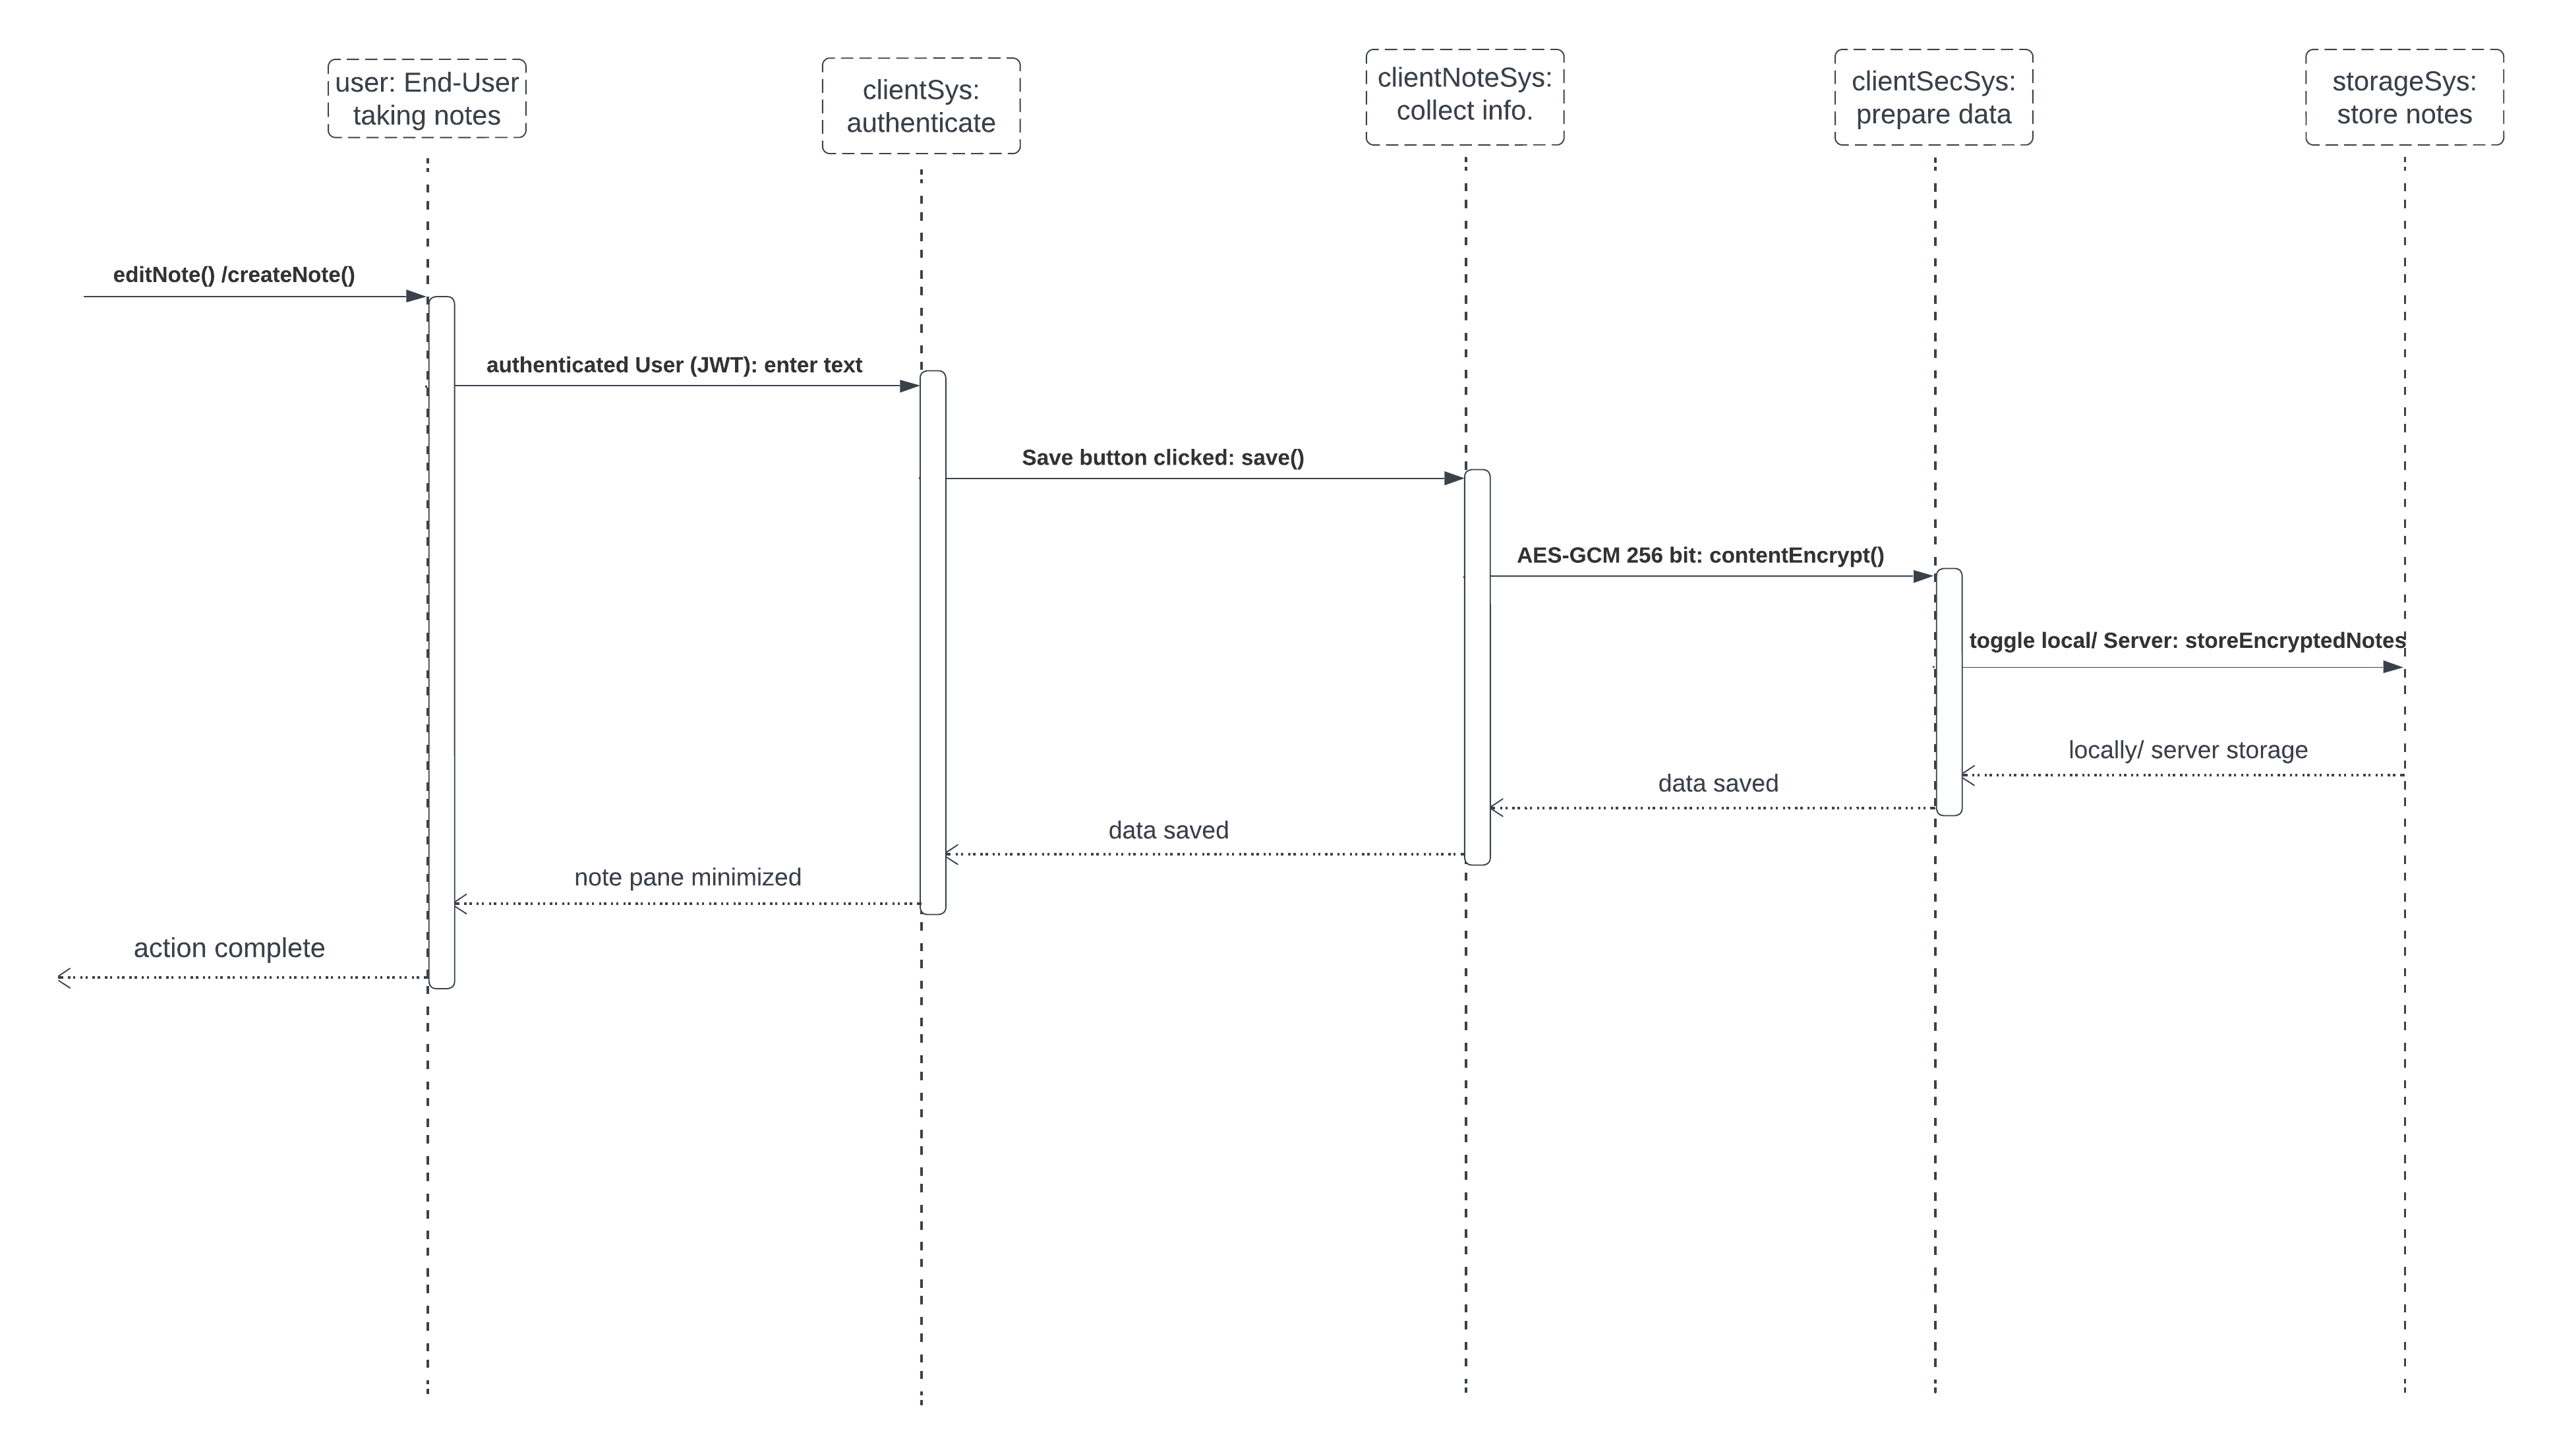 user: End-User
taking notes
clientSys:
authenticate
clientNoteSys:
collect info.
clientSecSys:
prepare data
storageSys:
store notes
editNote() /createNote()
authenticated User (JWT): enter text
Save button clicked: save()
AES-GCM 256 bit: contentEncrypt()
toggle local/ Server: storeEncryptedNotes
locally/ server storage
data saved
data saved
note pane minimized
action complete